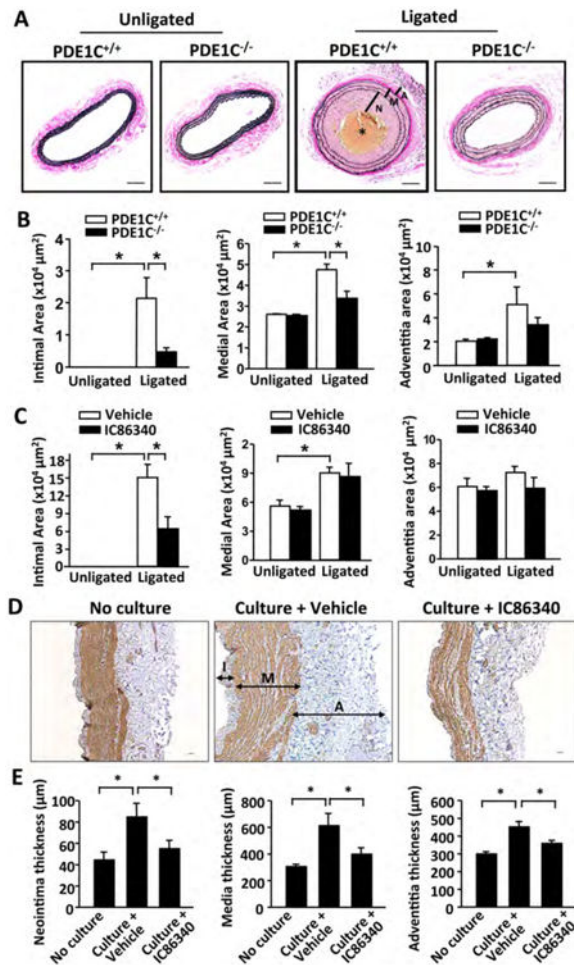 A
Unligated
Ligated
PDE1C+/+
PDE1C-/-
PDE1C+/+
PDE1C-/-
N
M
A
*
B
PDE1C+/+
PDE1C-/-
Intimal Area (x10⁴ µm²)
4
3
2
1
0
* *
Unligated Ligated
PDE1C+/+
PDE1C-/-
Medial Area (x10⁴ µm²)
6
5
4
3
2
1
0
* *
Unligated Ligated
PDE1C+/+
PDE1C-/-
Adventitia area (x10⁴ µm²)
10
8
6
4
2
0
*
Unligated Ligated
C
Vehicle
IC86340
Intimal Area (x10⁴ µm²)
18
15
12
9
6
3
0
* *
Unligated Ligated
Vehicle
IC86340
Medial Area (x10⁴ µm²)
12
10
8
6
4
2
0
*
Unligated Ligated
Vehicle
IC86340
Adventitia area (x10⁴ µm²)
10
8
6
4
2
0
Unligated Ligated
D
No culture
Culture + Vehicle
Culture + IC86340
I
M
A
E
Neointima thickness (µm)
100
80
60
40
20
0
* *
No culture
Culture + Vehicle
Culture + IC86340
Media thickness (µm)
800
600
400
200
0
* *
No culture
Culture + Vehicle
Culture + IC86340
Adventitia thickness (µm)
600
500
400
300
200
100
0
* *
No culture
Culture + Vehicle
Culture + IC86340